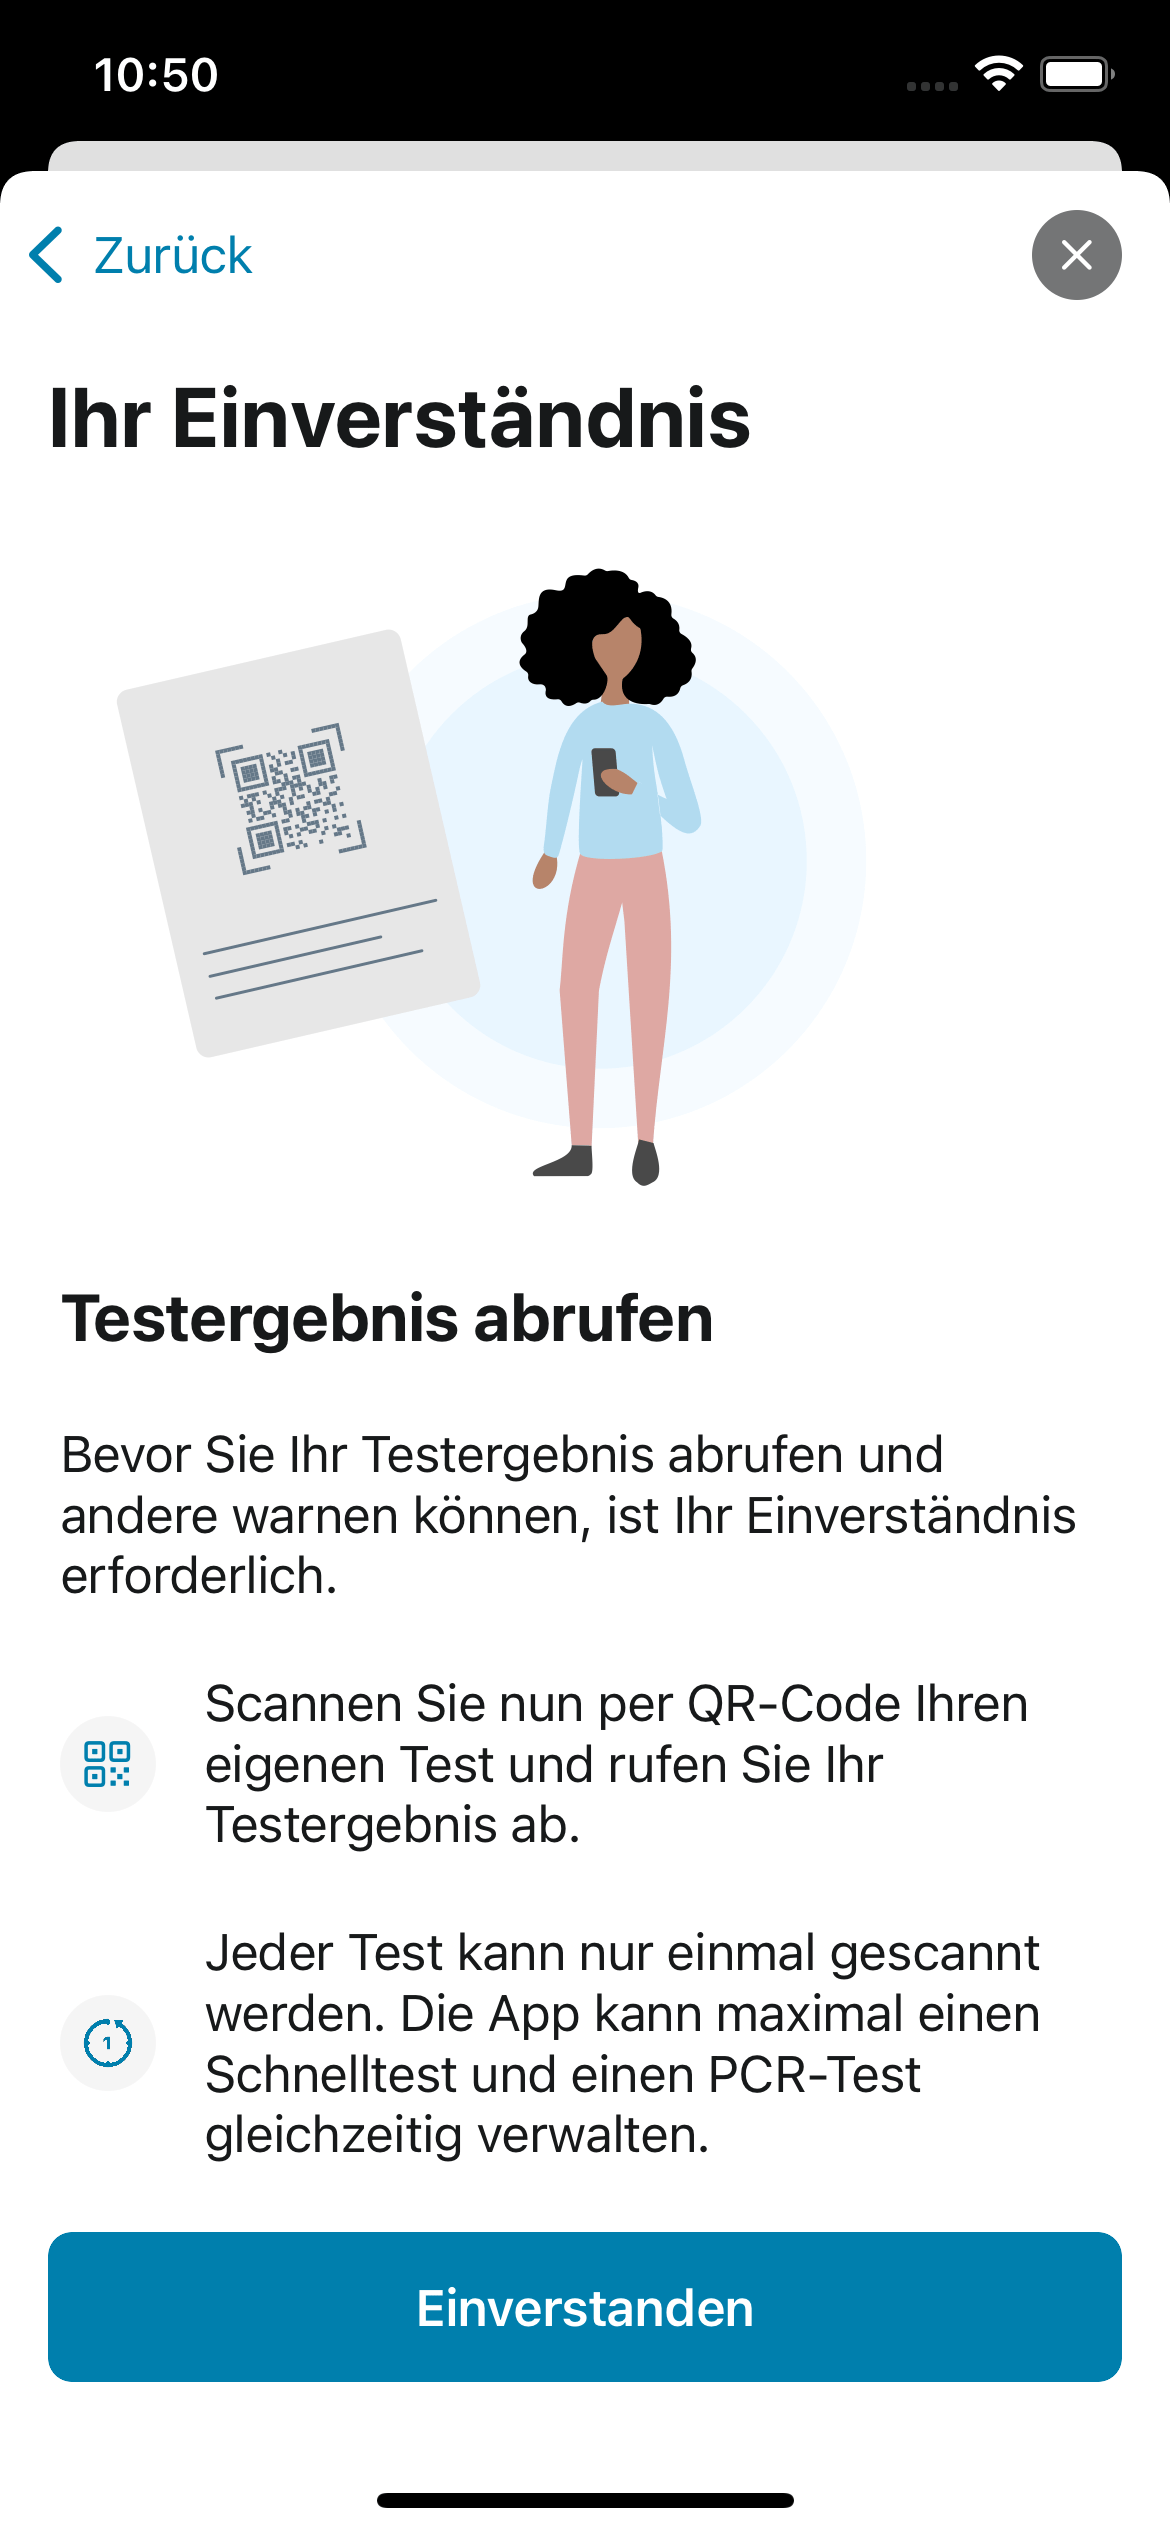 10:50
Zurück
Ihr Einverständnis
Testergebnis abrufen
Bevor Sie Ihr Testergebnis abrufen und
andere warnen können, ist Ihr Einverständnis
erforderlich.
Scannen Sie nun per QR-Code Ihren
eigenen Test und rufen Sie Ihr
Testergebnis ab.
Jeder Test kann nur einmal gescannt
werden. Die App kann maximal einen
1
Schnelltest und einen PCR-Test
gleichzeitig verwalten.
Einverstanden